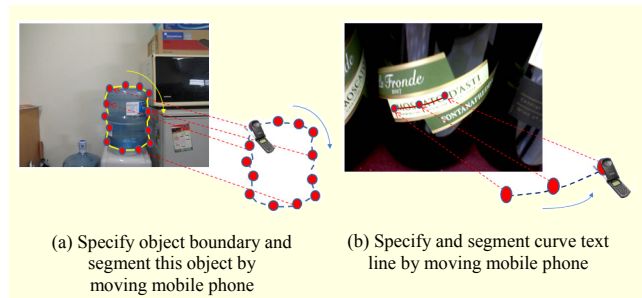 la Fronde
MOSCATO D'ASTI
FONTANAFREDDA
(a) Specify object boundary and
segment this object by
moving mobile phone
(b) Specify and segment curve text
line by moving mobile phone